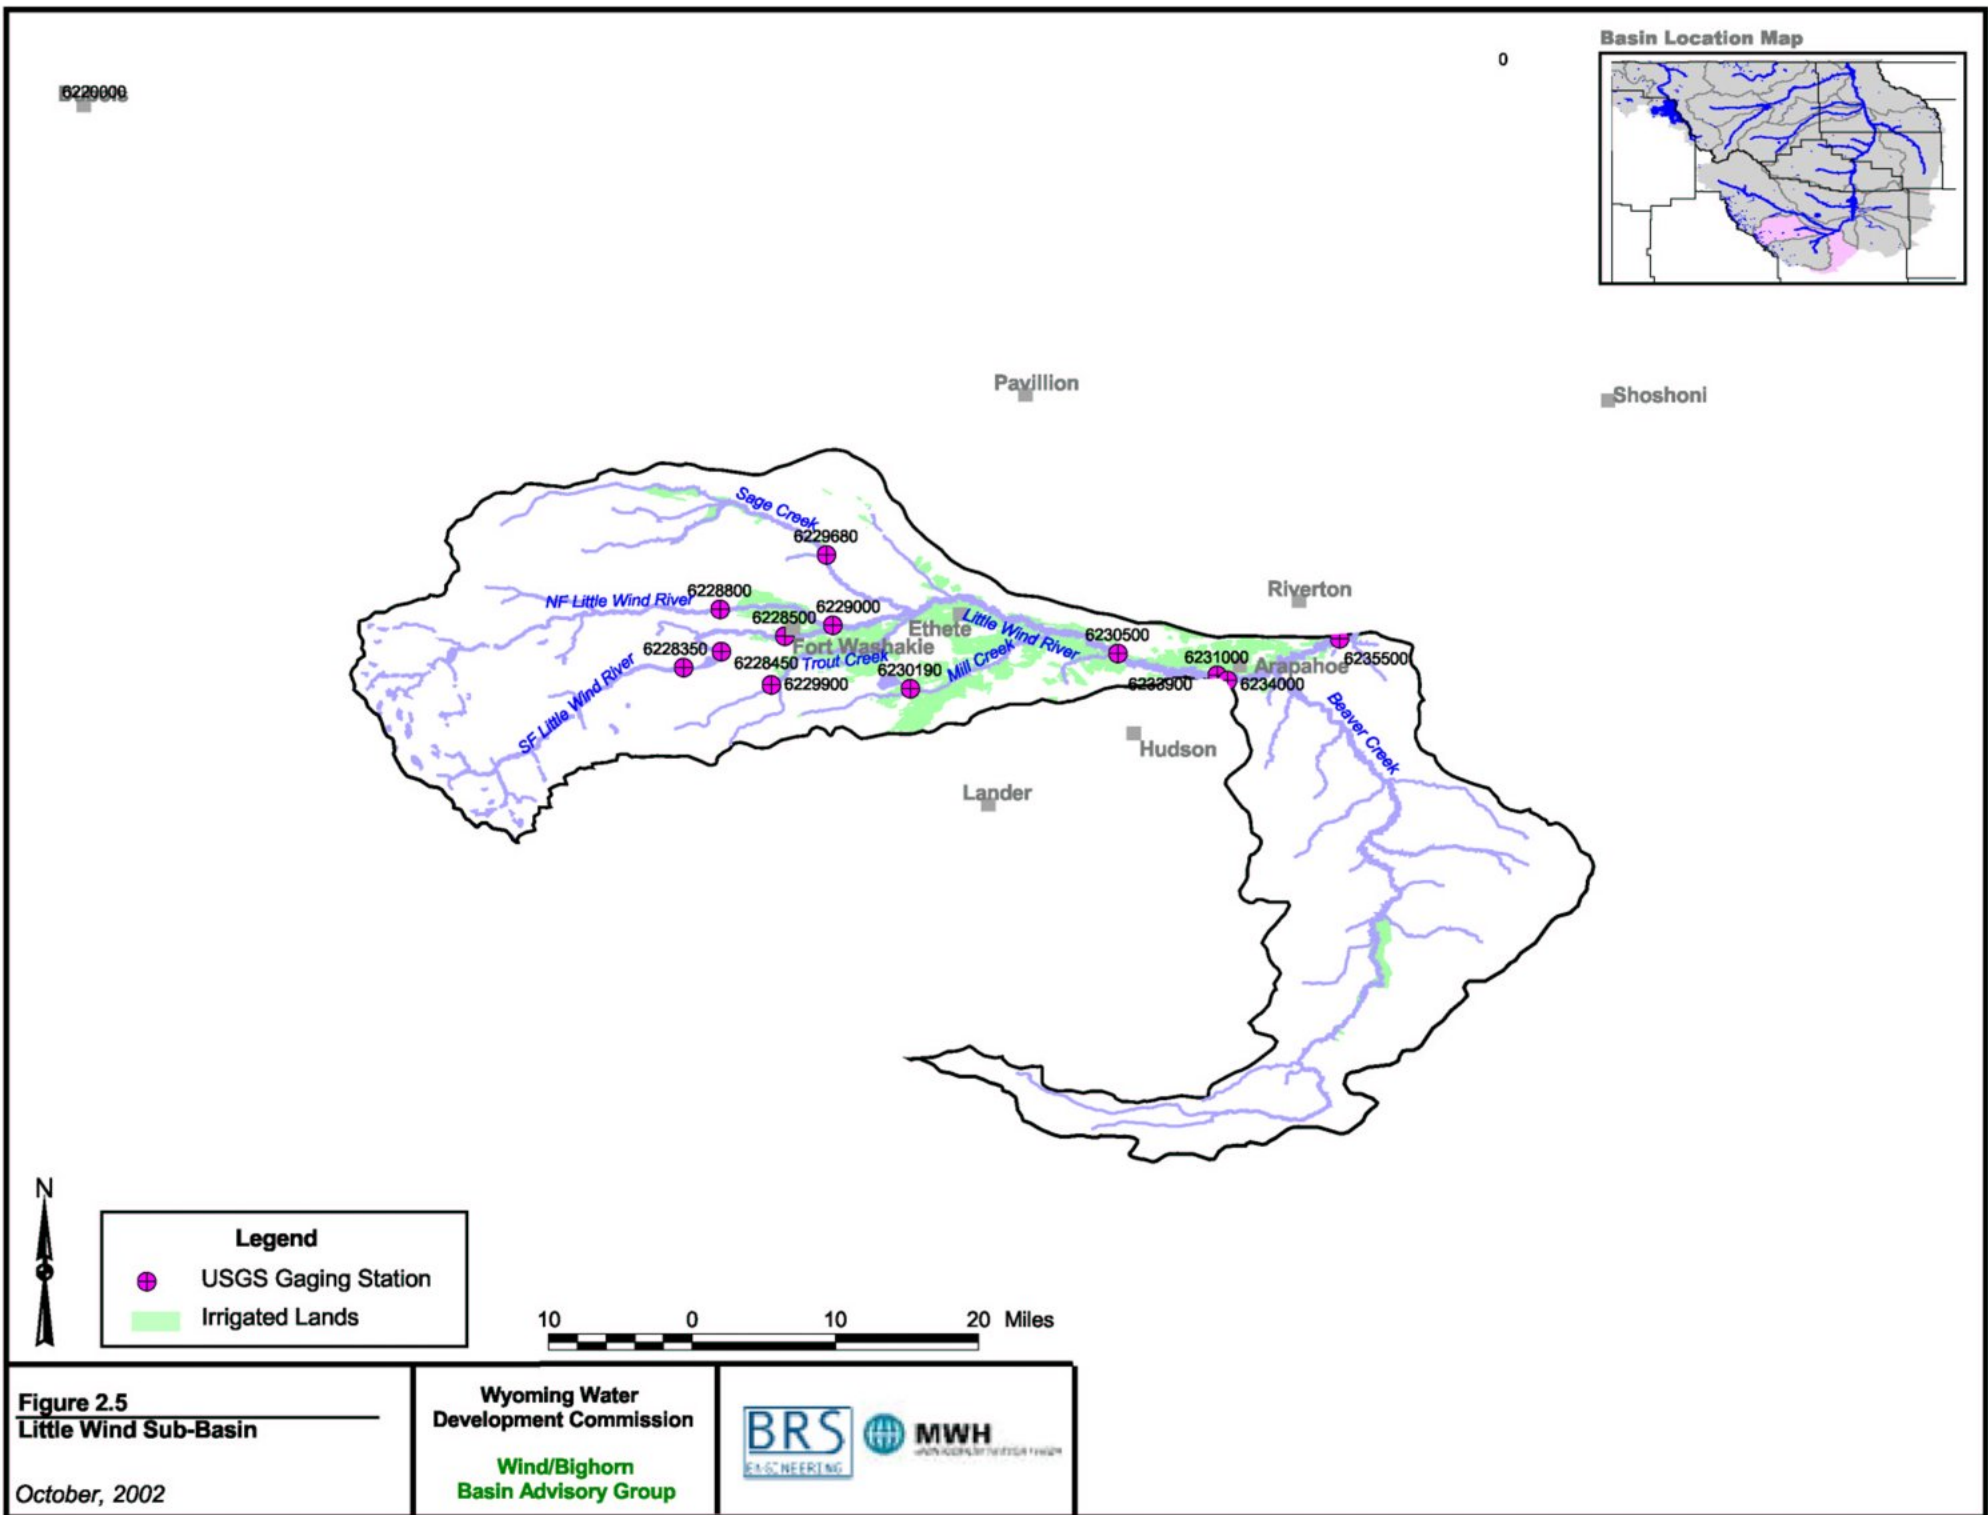 Basin Location Map
0
6220000
Pavillion
Shoshoni
Sage Creek
6229680
Riverton
NF Little Wind River
6228800
6228500
6229000
Ethete
Little Wind River
6230500
Fort Washakie
6228350
6228450
Trout Creek
Mill Creek
6231000
Arapahoe
6235500
6230190
6229900
6233900
6234000
SF Little Wind River
Beaver Creek
Hudson
Lander
N
Legend
USGS Gaging Station
Irrigated Lands
10 0 10 20 Miles
Figure 2.5
Little Wind Sub-Basin
October, 2002
Wyoming Water
Development Commission
Wind/Bighorn
Basin Advisory Group
BRS
ENGINEERING
MWH